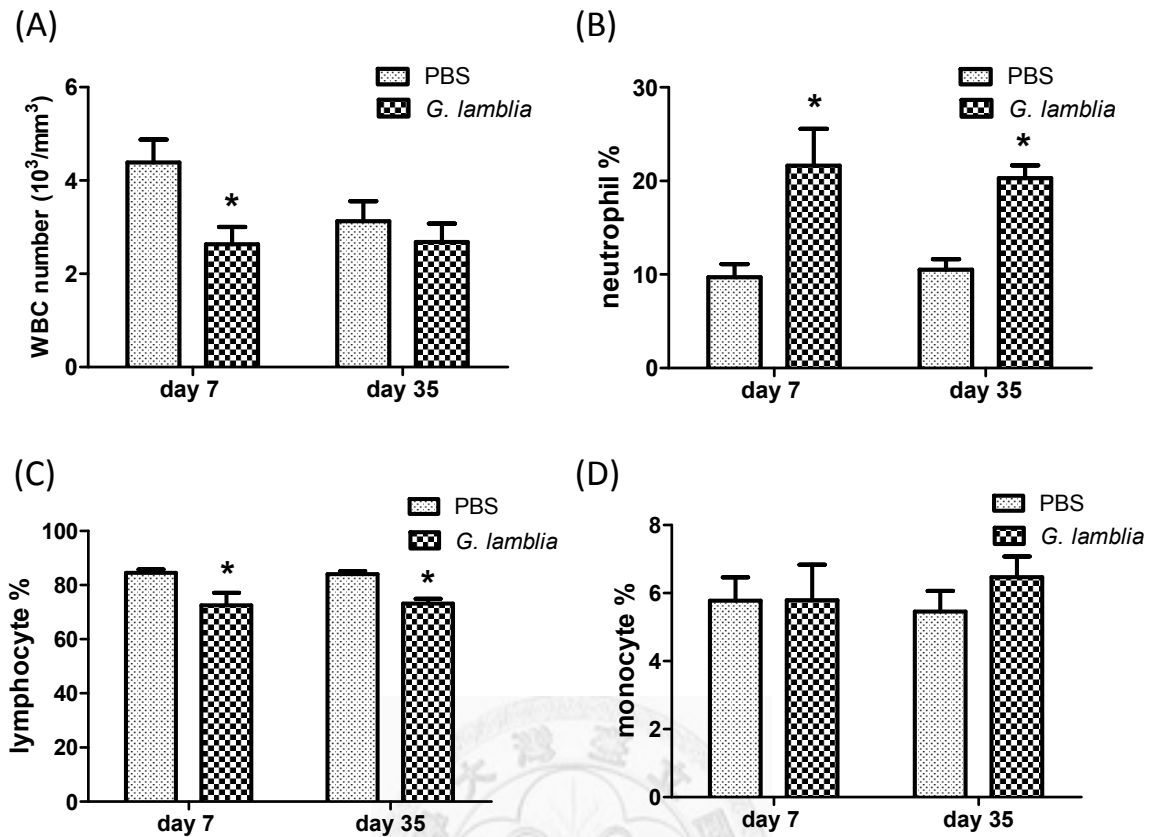 (A)
PBS
G. lamblia
WBC number (10³/mm³)
6
4
2
0
*
day 7
day 35
(B)
PBS
G. lamblia
neutrophil %
30
20
10
0
*
*
day 7
day 35
(C)
PBS
G. lamblia
lymphocyte %
100
80
60
40
20
0
*
*
day 7
day 35
(D)
PBS
G. lamblia
monocyte %
8
6
4
2
0
day 7
day 35